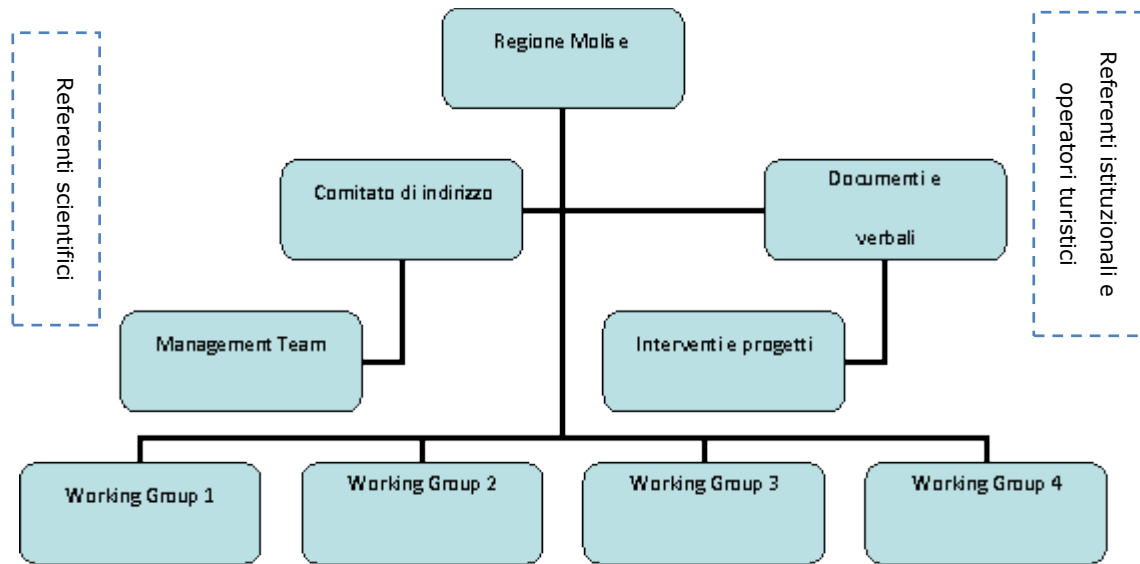 Regione Molise
Referenti scientifici
Referenti istituzionali e
operatori turistici
Comitato di indirizzo
Documenti e
verbali
Management Team
Interventi e progetti
Working Group 1
Working Group 2
Working Group 3
Working Group 4